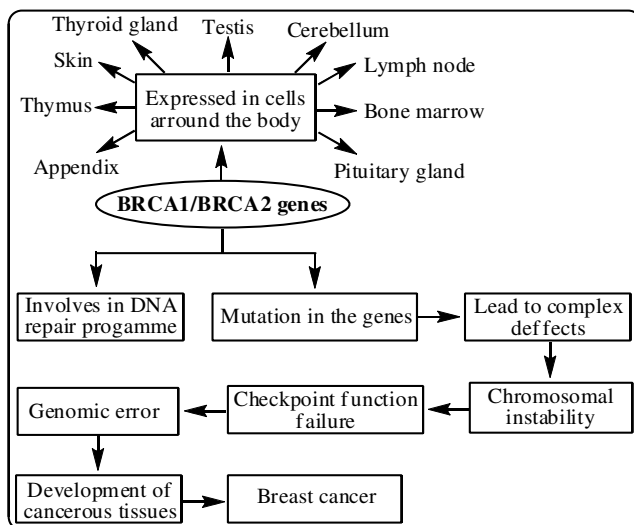 Thyroid gland
Testis
Cerebellum
Skin
Lymph node
Thymus
Expressed in cells
arround the body
Bone marrow
Appendix
Pituitary gland
BRCA1/BRCA2 genes
Involves in DNA
repair progamme
Mutation in the genes
Lead to complex
deffects
Genomic error
Checkpoint function
failure
Chromosomal
instability
Development of
cancerous tissues
Breast cancer